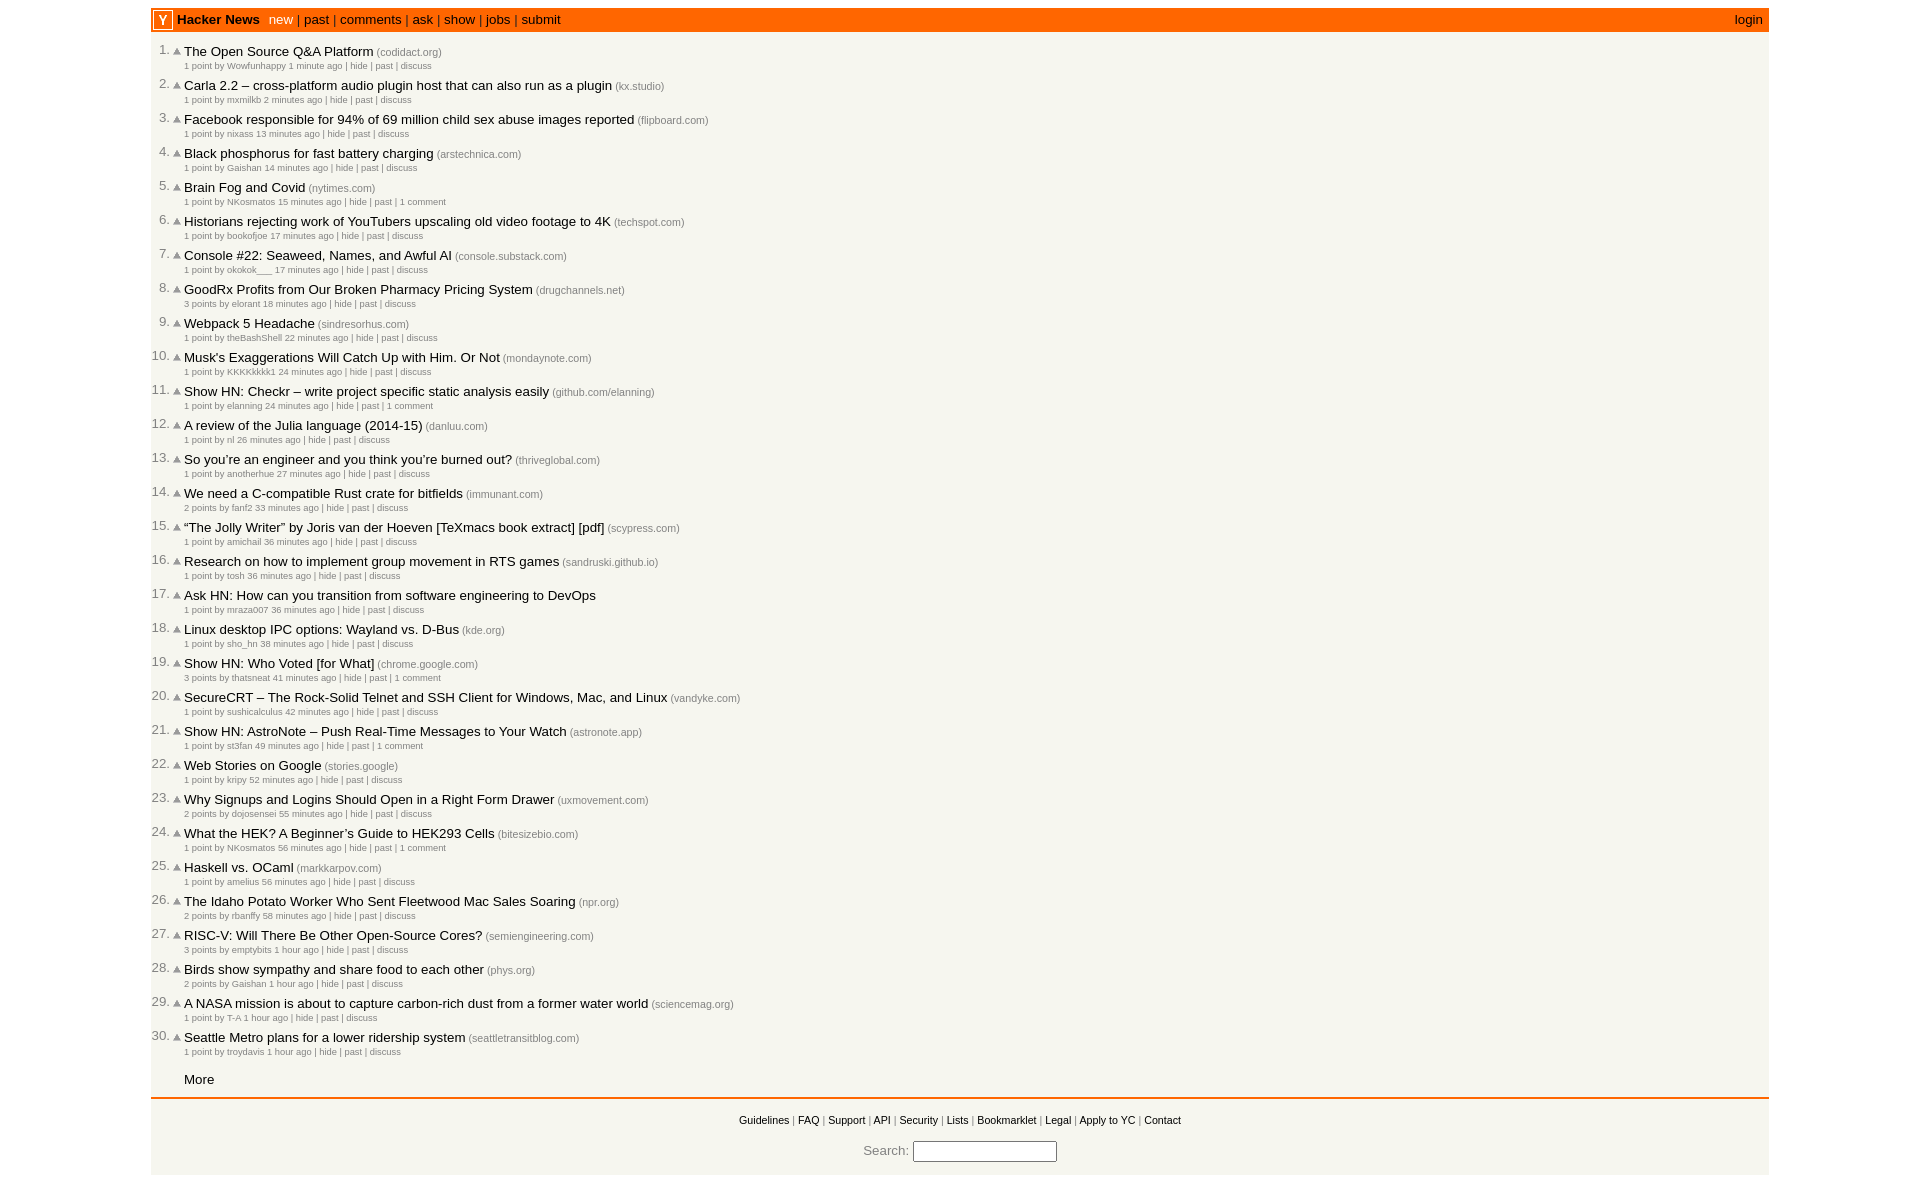 Y Hacker News new | past | comments | ask | show | jobs | submit login
1. The Open Source Q&A Platform (codidact.org)
1 point by Wowfunhappy 1 minute ago | hide | past | discuss
2. Carla 2.2 – cross-platform audio plugin host that can also run as a plugin (kx.studio)
1 point by mxmilkb 2 minutes ago | hide | past | discuss
3. Facebook responsible for 94% of 69 million child sex abuse images reported (flipboard.com)
1 point by nixass 13 minutes ago | hide | past | discuss
4. Black phosphorus for fast battery charging (arstechnica.com)
1 point by Gaishan 14 minutes ago | hide | past | discuss
5. Brain Fog and Covid (nytimes.com)
1 point by NKosmatos 15 minutes ago | hide | past | 1 comment
6. Historians rejecting work of YouTubers upscaling old video footage to 4K (techspot.com)
1 point by bookofjoe 17 minutes ago | hide | past | discuss
7. Console #22: Seaweed, Names, and Awful AI (console.substack.com)
1 point by okokok___ 17 minutes ago | hide | past | discuss
8. GoodRx Profits from Our Broken Pharmacy Pricing System (drugchannels.net)
3 points by elorant 18 minutes ago | hide | past | discuss
9. Webpack 5 Headache (sindresorhus.com)
1 point by theBashShell 22 minutes ago | hide | past | discuss
10. Musk's Exaggerations Will Catch Up with Him. Or Not (mondaynote.com)
1 point by KKKKkkkk1 24 minutes ago | hide | past | discuss
11. Show HN: Checkr – write project specific static analysis easily (github.com/elanning)
1 point by elanning 24 minutes ago | hide | past | 1 comment
12. A review of the Julia language (2014-15) (danluu.com)
1 point by nl 26 minutes ago | hide | past | discuss
13. So you’re an engineer and you think you’re burned out? (thriveglobal.com)
1 point by anotherhue 27 minutes ago | hide | past | discuss
14. We need a C-compatible Rust crate for bitfields (immunant.com)
2 points by fanf2 33 minutes ago | hide | past | discuss
15. “The Jolly Writer” by Joris van der Hoeven [TeXmacs book extract] [pdf] (scypress.com)
1 point by amichail 36 minutes ago | hide | past | discuss
16. Research on how to implement group movement in RTS games (sandruski.github.io)
1 point by tosh 36 minutes ago | hide | past | discuss
17. Ask HN: How can you transition from software engineering to DevOps
1 point by mraza007 36 minutes ago | hide | past | discuss
18. Linux desktop IPC options: Wayland vs. D-Bus (kde.org)
1 point by sho_hn 38 minutes ago | hide | past | discuss
19. Show HN: Who Voted [for What] (chrome.google.com)
3 points by thatsneat 41 minutes ago | hide | past | 1 comment
20. SecureCRT – The Rock-Solid Telnet and SSH Client for Windows, Mac, and Linux (vandyke.com)
1 point by sushicalculus 42 minutes ago | hide | past | discuss
21. Show HN: AstroNote – Push Real-Time Messages to Your Watch (astronote.app)
1 point by st3fan 49 minutes ago | hide | past | 1 comment
22. Web Stories on Google (stories.google)
1 point by kripy 52 minutes ago | hide | past | discuss
23. Why Signups and Logins Should Open in a Right Form Drawer (uxmovement.com)
2 points by dojosensei 55 minutes ago | hide | past | discuss
24. What the HEK? A Beginner’s Guide to HEK293 Cells (bitesizebio.com)
1 point by NKosmatos 56 minutes ago | hide | past | 1 comment
25. Haskell vs. OCaml (markkarpov.com)
1 point by amelius 56 minutes ago | hide | past | discuss
26. The Idaho Potato Worker Who Sent Fleetwood Mac Sales Soaring (npr.org)
2 points by rbanffy 58 minutes ago | hide | past | discuss
27. RISC-V: Will There Be Other Open-Source Cores? (semiengineering.com)
3 points by emptybits 1 hour ago | hide | past | discuss
28. Birds show sympathy and share food to each other (phys.org)
2 points by Gaishan 1 hour ago | hide | past | discuss
29. A NASA mission is about to capture carbon-rich dust from a former water world (sciencemag.org)
1 point by T-A 1 hour ago | hide | past | discuss
30. Seattle Metro plans for a lower ridership system (seattletransitblog.com)
1 point by troydavis 1 hour ago | hide | past | discuss
More
Guidelines | FAQ | Support | API | Security | Lists | Bookmarklet | Legal | Apply to YC | Contact
Search: